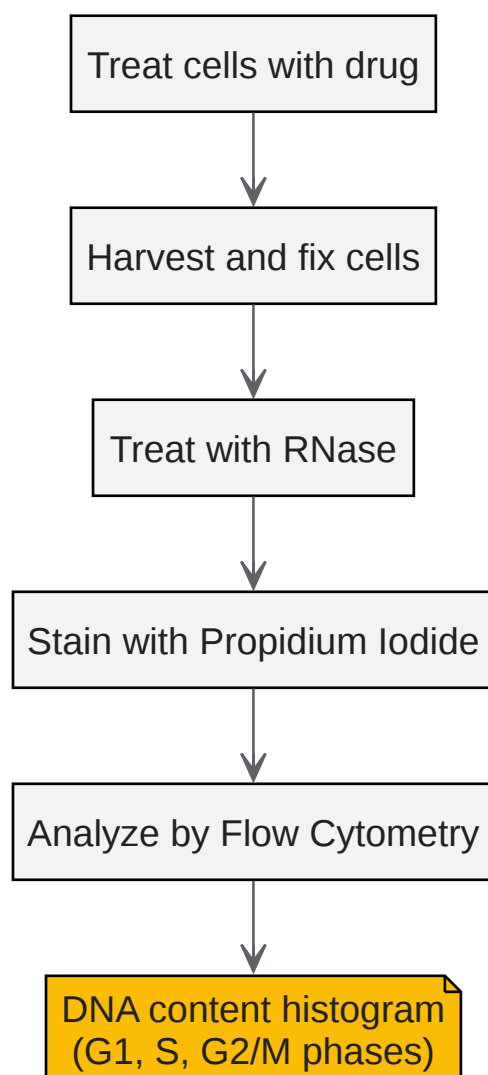 Treat cells with drug
Harvest and fix cells
Treat with RNase
Stain with Propidium Iodide
Analyze by Flow Cytometry
DNA content histogram
(G1, S, G2/M phases)